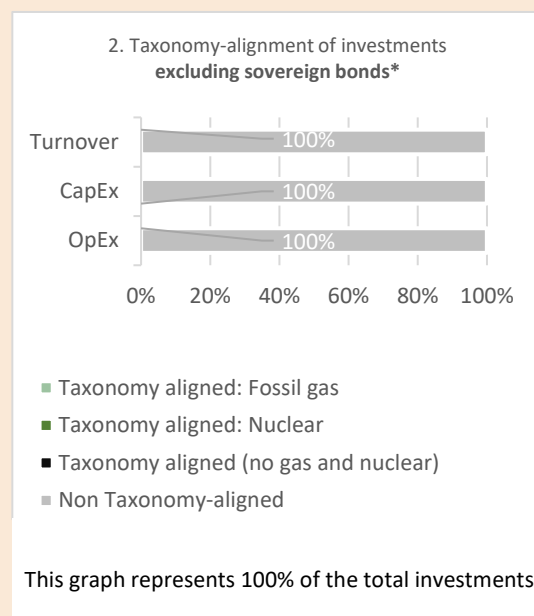 2. Taxonomy-alignment of investments
excluding sovereign bonds*
Turnover 100%
CapEx 100%
OpEx 100%
0% 20% 40% 60% 80% 100%
Taxonomy aligned: Fossil gas
Taxonomy aligned: Nuclear
Taxonomy aligned (no gas and nuclear)
Non Taxonomy-aligned
This graph represents 100% of the total investments